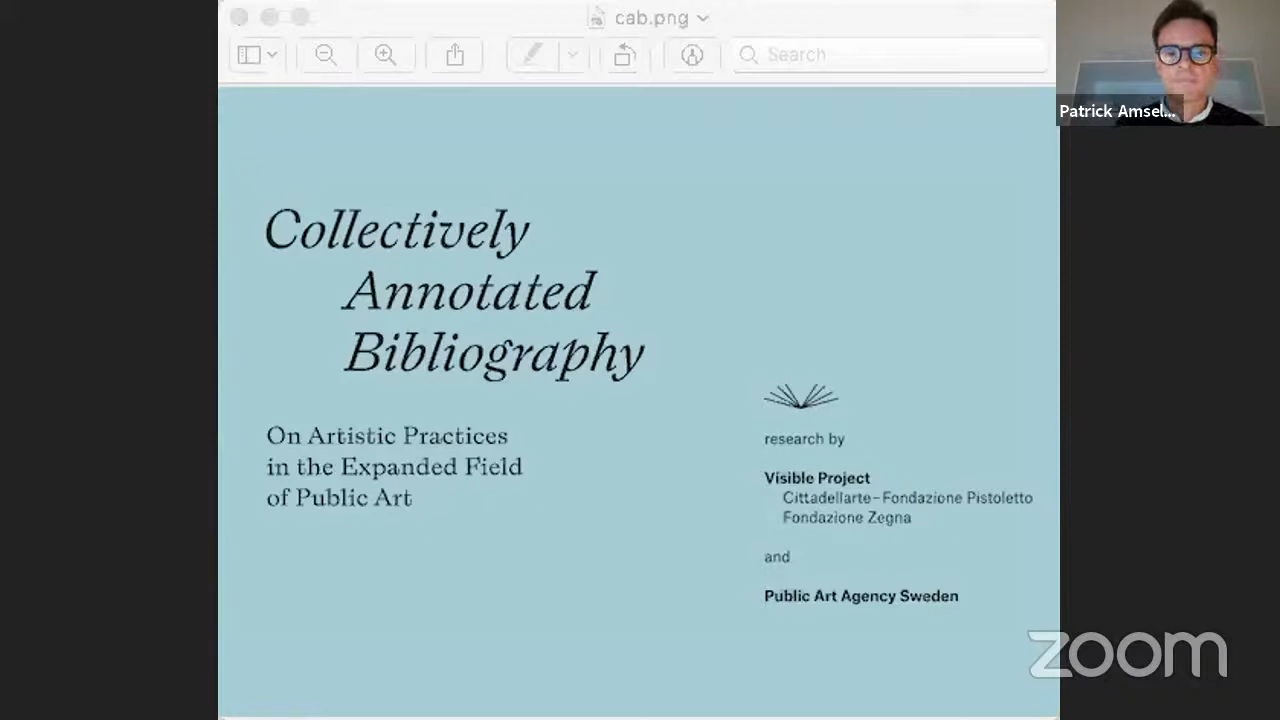 cab.png
Search
Patrick Amsel...
Collectively
Annotated
Bibliography
On Artistic Practices
in the Expanded Field
of Public Art
research by
Visible Project
Cittadellarte–Fondazione Pistoletto
Fondazione Zegna
and
Public Art Agency Sweden
zoom